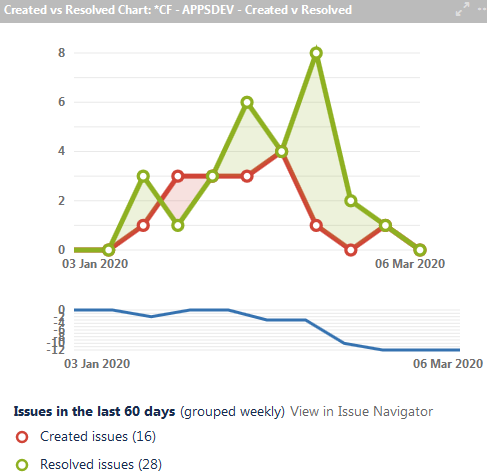 Created vs Resolved Chart: *CF - APPSDEV - Created v Resolved
8
6
4
2
0
03 Jan 2020 06 Mar 2020
0
-2
-4
-6
-8
-10
-12
03 Jan 2020 06 Mar 2020
Issues in the last 60 days (grouped weekly) View in Issue Navigator
Created issues (16)
Resolved issues (28)